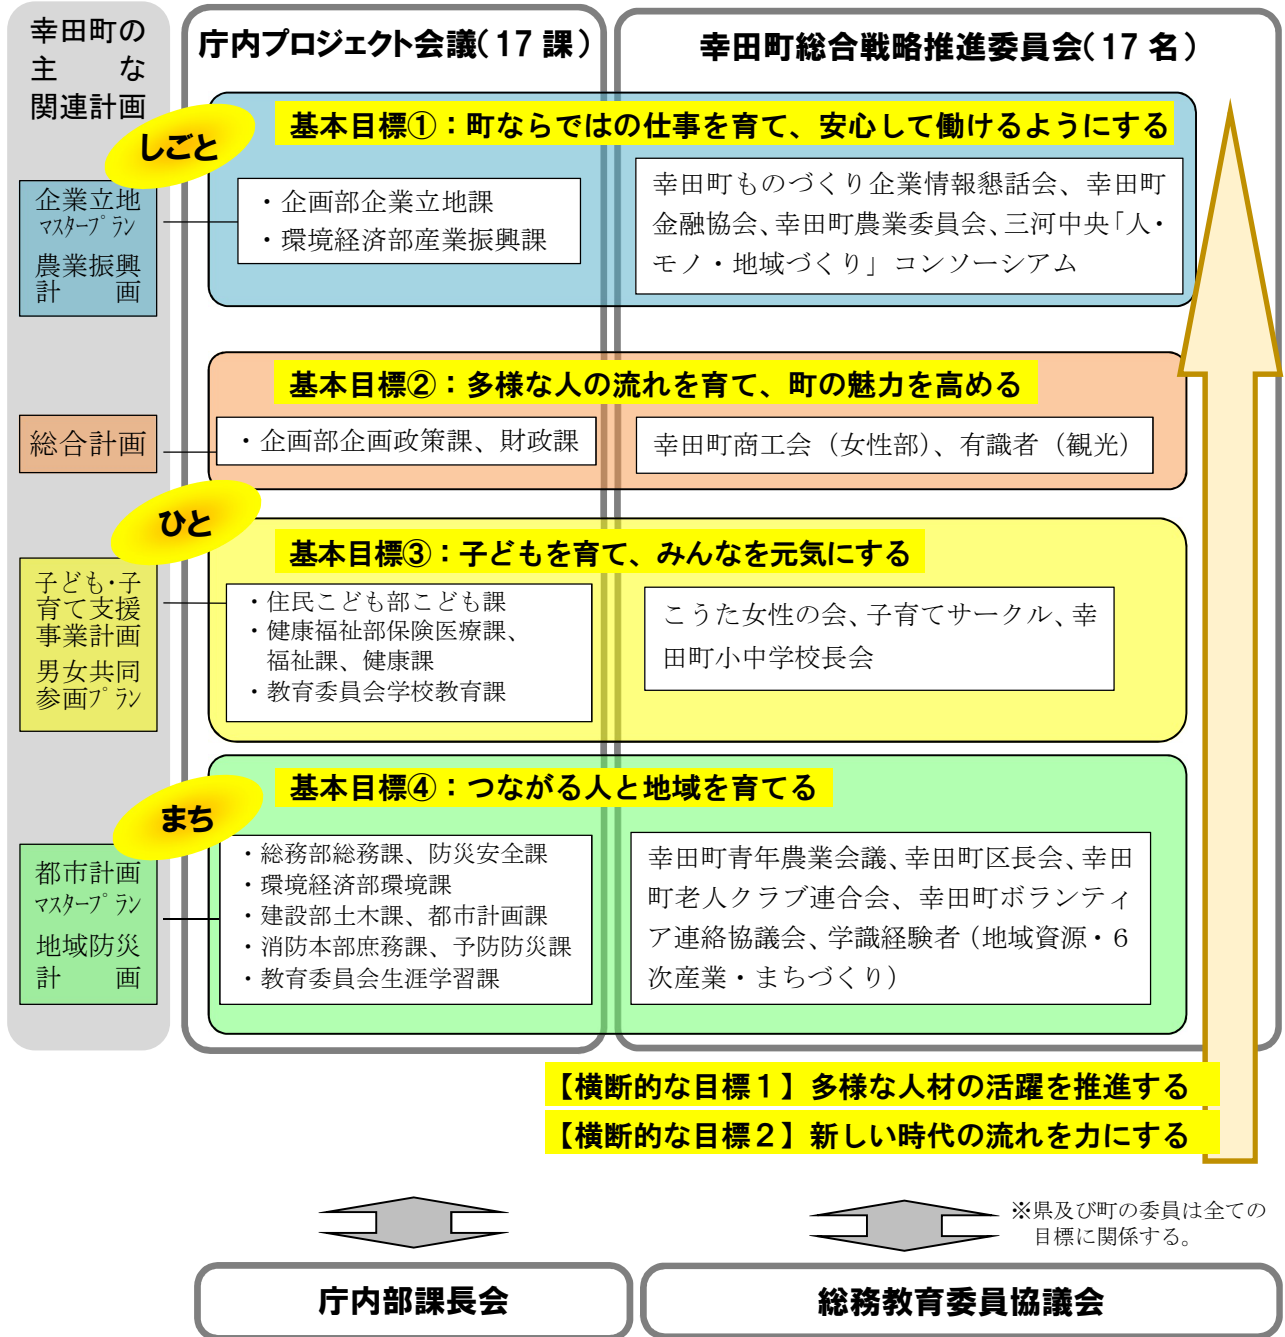 幸田町の
主な
関連計画
庁内プロジェクト会議(17 課)
幸田町総合戦略推進委員会(17 名)
しごと
基本目標①：町ならではの仕事を育て、安心して働けるようにする
企業立地
マスタープラン
農業振興
計画
・企画部企業立地課
・環境経済部産業振興課
幸田町ものづくり企業情報懇話会、幸田町
金融協会、幸田町農業委員会、三河中央「人・
モノ・地域づくり」コンソーシアム
基本目標②：多様な人の流れを育て、町の魅力を高める
総合計画
・企画部企画政策課、財政課
幸田町商工会（女性部）、有識者（観光）
ひと
基本目標③：子どもを育て、みんなを元気にする
子ども・子
育て支援
事業計画
男女共同
参画プラン
・住民こども部こども課
・健康福祉部保険医療課、
福祉課、健康課
・教育委員会学校教育課
こうた女性の会、子育てサークル、幸
田町小中学校長会
まち
基本目標④：つながる人と地域を育てる
都市計画
マスタープラン
地域防災
計画
・総務部総務課、防災安全課
・環境経済部環境課
・建設部土木課、都市計画課
・消防本部庶務課、予防防災課
・教育委員会生涯学習課
幸田町青年農業会議、幸田町区長会、幸田
町老人クラブ連合会、幸田町ボランティ
ア連絡協議会、学識経験者（地域資源・６
次産業・まちづくり）
【横断的な目標１】多様な人材の活躍を推進する
【横断的な目標２】新しい時代の流れを力にする
※県及び町の委員は全ての
目標に関係する。
庁内部課長会
総務教育委員協議会